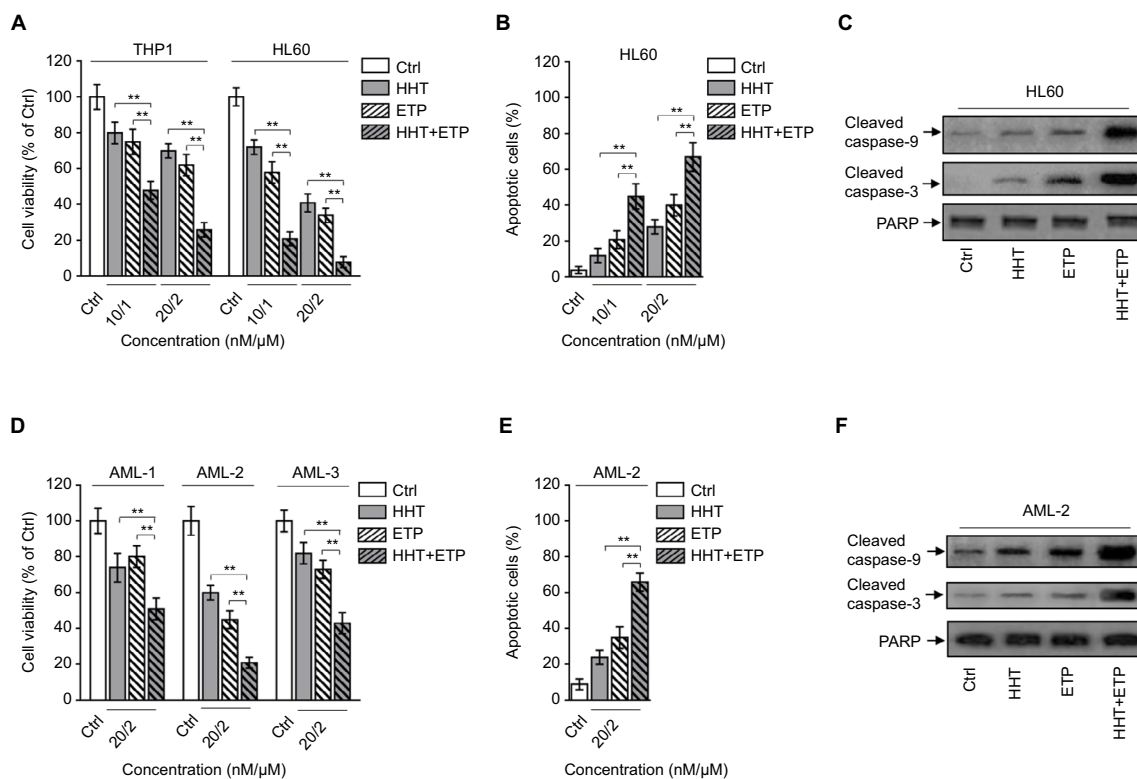 A
THP1
HL60
Cell viability (% of Ctrl)
120
100
80
60
40
20
0
**
**
**
**
**
**
**
**
Ctrl
10/1
20/2
Ctrl
10/1
20/2
Concentration (nM/µM)
Ctrl
HHT
ETP
HHT+ETP
B
HL60
Apoptotic cells (%)
120
100
80
60
40
20
0
**
**
**
**
Ctrl
10/1
20/2
Concentration (nM/µM)
Ctrl
HHT
ETP
HHT+ETP
C
HL60
Cleaved
caspase-9
Cleaved
caspase-3
PARP
Ctrl
HHT
ETP
HHT+ETP
D
AML-1
AML-2
AML-3
Cell viability (% of Ctrl)
120
100
80
60
40
20
0
**
**
**
**
**
**
Ctrl
20/2
Ctrl
20/2
Ctrl
20/2
Concentration (nM/µM)
Ctrl
HHT
ETP
HHT+ETP
E
AML-2
Apoptotic cells (%)
120
100
80
60
40
20
0
**
**
Ctrl
20/2
Concentration (nM/µM)
Ctrl
HHT
ETP
HHT+ETP
F
AML-2
Cleaved
caspase-9
Cleaved
caspase-3
PARP
Ctrl
HHT
ETP
HHT+ETP